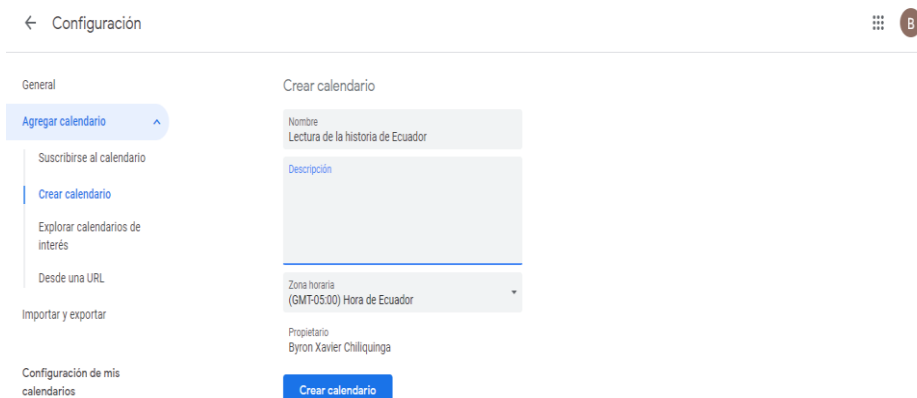 Configuración
B
General
Agregar calendario
Suscribirse al calendario
Crear calendario
Explorar calendarios de
interés
Desde una URL
Importar y exportar
Configuración de mis
calendarios
Crear calendario
Nombre
Lectura de la historia de Ecuador
Descripción
Zona horaria
(GMT-05:00) Hora de Ecuador
Propietario
Byron Xavier Chiliquinga
Crear calendario